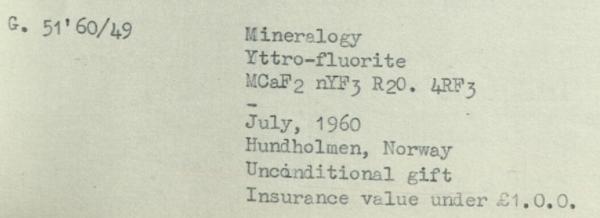 G. 51'60/49
Mineralogy
Yttro-fluorite
MCaF2 nYF3 R2O. 4RF3
-
July, 1960
Hundholmen, Norway
Uncånditional gift
Insurance value under £1.0.0.